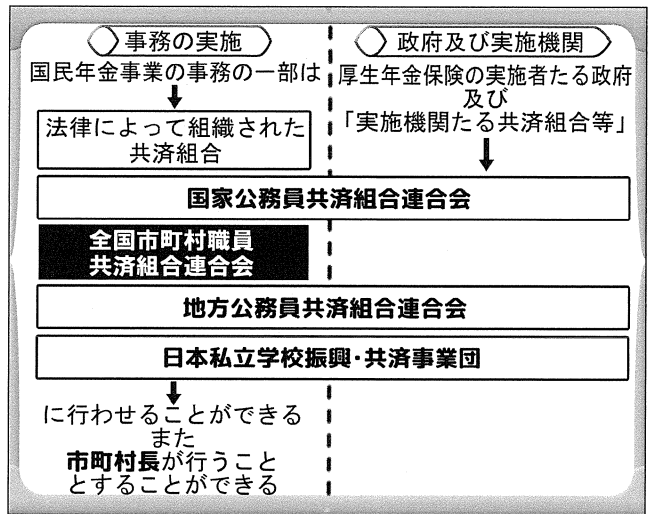 事務の実施
国民年金事業の事務の一部は
法律によって組織された
共済組合
政府及び実施機関
厚生年金保険の実施者たる政府
及び
「実施機関たる共済組合等」
国家公務員共済組合連合会
全国市町村職員
共済組合連合会
地方公務員共済組合連合会
日本私立学校振興・共済事業団
に行わせることができる
また
市町村長が行うこと
とすることができる